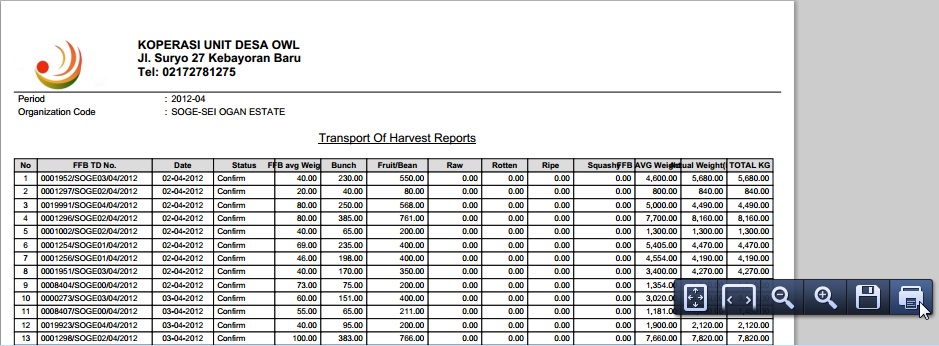 KOPERASI UNIT DESA OWL
Jl. Suryo 27 Kebayoran Baru
Tel: 02172781275
Period : 2012-04
Organization Code : SOGE-SEI OGAN ESTATE
Transport Of Harvest Reports
No FFB TD No. Date Status FFB avg Weig Bunch Fruit/Bean Raw Rotten Ripe Squashy FFB AVG Weight Actual Weight( TOTAL KG
1 0001952/SOGE03/04/2012 02-04-2012 Confirm 40.00 230.00 550.00 0.00 0.00 0.00 0.00 4,600.00 5,680.00 5,680.00
2 0001297/SOGE02/04/2012 02-04-2012 Confirm 20.00 40.00 80.00 0.00 0.00 0.00 0.00 800.00 840.00 840.00
3 0019991/SOGE04/04/2012 02-04-2012 Confirm 80.00 250.00 568.00 0.00 0.00 0.00 0.00 5,000.00 4,490.00 4,490.00
4 0001296/SOGE02/04/2012 02-04-2012 Confirm 80.00 385.00 761.00 0.00 0.00 0.00 0.00 7,700.00 8,160.00 8,160.00
5 0001002/SOGE02/04/2012 02-04-2012 Confirm 40.00 65.00 200.00 0.00 0.00 0.00 0.00 1,300.00 1,300.00 1,300.00
6 0001254/SOGE01/04/2012 02-04-2012 Confirm 69.00 235.00 400.00 0.00 0.00 0.00 0.00 5,405.00 4,470.00 4,470.00
7 0001256/SOGE01/04/2012 02-04-2012 Confirm 46.00 198.00 400.00 0.00 0.00 0.00 0.00 4,554.00 4,190.00 4,190.00
8 0001951/SOGE03/04/2012 02-04-2012 Confirm 40.00 170.00 350.00 0.00 0.00 0.00 0.00 3,400.00 4,270.00 4,270.00
9 0008404/SOGE00/04/2012 02-04-2012 Confirm 73.00 75.00 200.00 0.00 0.00 0.00 0.00 1,354.0
10 0000273/SOGE03/04/2012 03-04-2012 Confirm 60.00 151.00 400.00 0.00 0.00 0.00 0.00 3,020.0
11 0008407/SOGE00/04/2012 03-04-2012 Confirm 55.00 65.00 211.00 0.00 0.00 0.00 0.00 1,181.
12 0019923/SOGE04/04/2012 03-04-2012 Confirm 40.00 95.00 200.00 0.00 0.00 0.00 0.00 1,900.00 2,120.00 2,120.00
13 0001298/SOGE02/04/2012 03-04-2012 Confirm 100.00 383.00 766.00 0.00 0.00 0.00 0.00 7,660.00 7,820.00 7,820.00